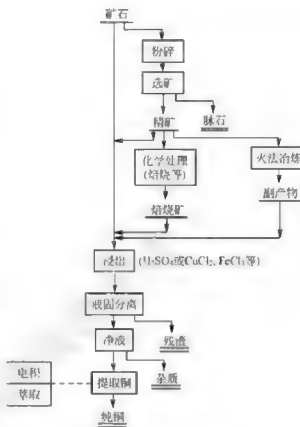 矿石
粉碎
选矿
脉石
精矿
化学处理
(焙烧等)
火法冶炼
焙烧矿
副产物
浸出 (H₂SO₄或CuCl₂, FeCl₃等)
液固分离
残渣
净液
杂质
电积
萃取
提取铜
纯铜